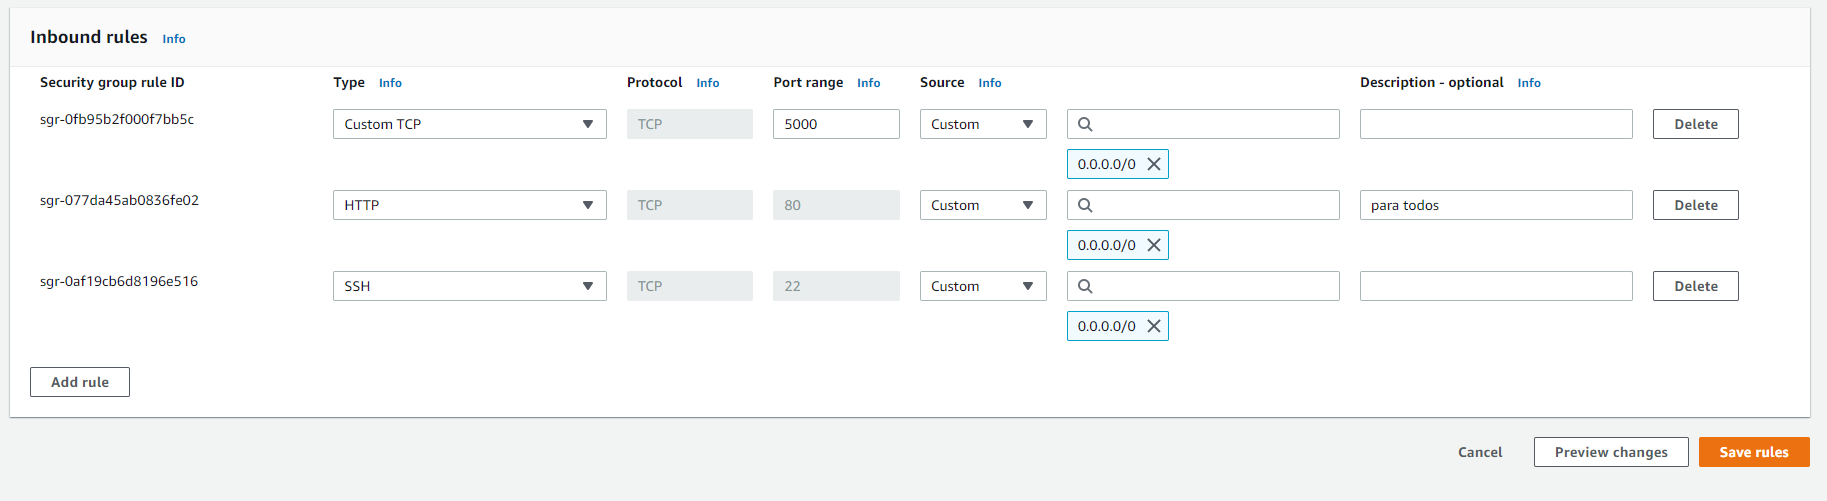 Inbound rules Info
Security group rule ID Type Info Protocol Info Port range Info Source Info Description - optional Info
sgr-0fb95b2f000f7bb5c Custom TCP TCP 5000 Custom Delete
0.0.0.0/0
sgr-077da45ab0836fe02 HTTP TCP 80 Custom para todos Delete
0.0.0.0/0
sgr-0af19cb6d8196e516 SSH TCP 22 Custom Delete
0.0.0.0/0
Add rule
Cancel Preview changes Save rules